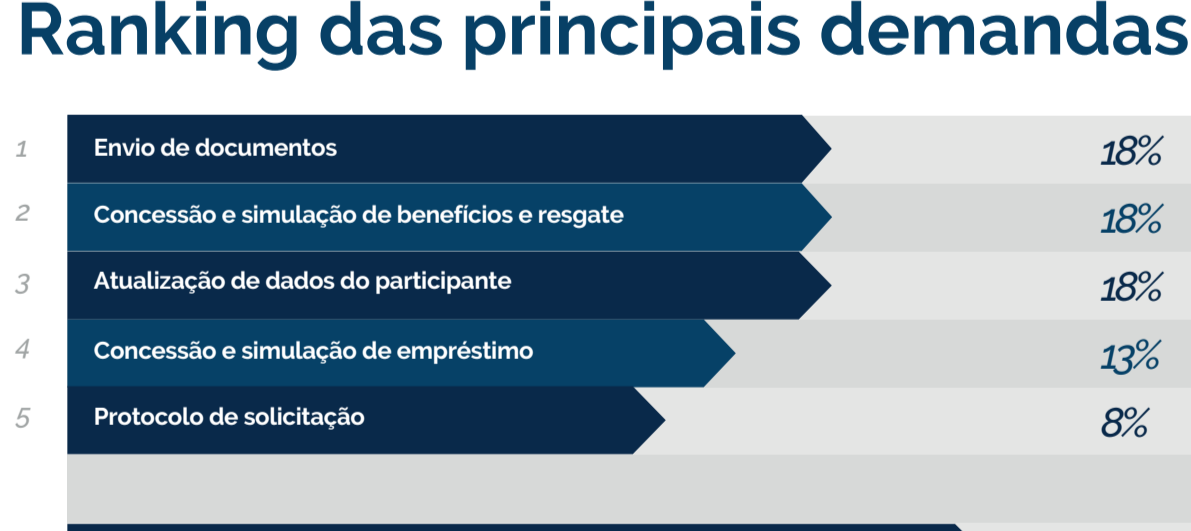 Ranking das principais demandas
1 Envio de documentos 18%
2 Concessão e simulação de benefícios e resgate 18%
3 Atualização de dados do participante 18%
4 Concessão e simulação de empréstimo 13%
5 Protocolo de solicitação 8%